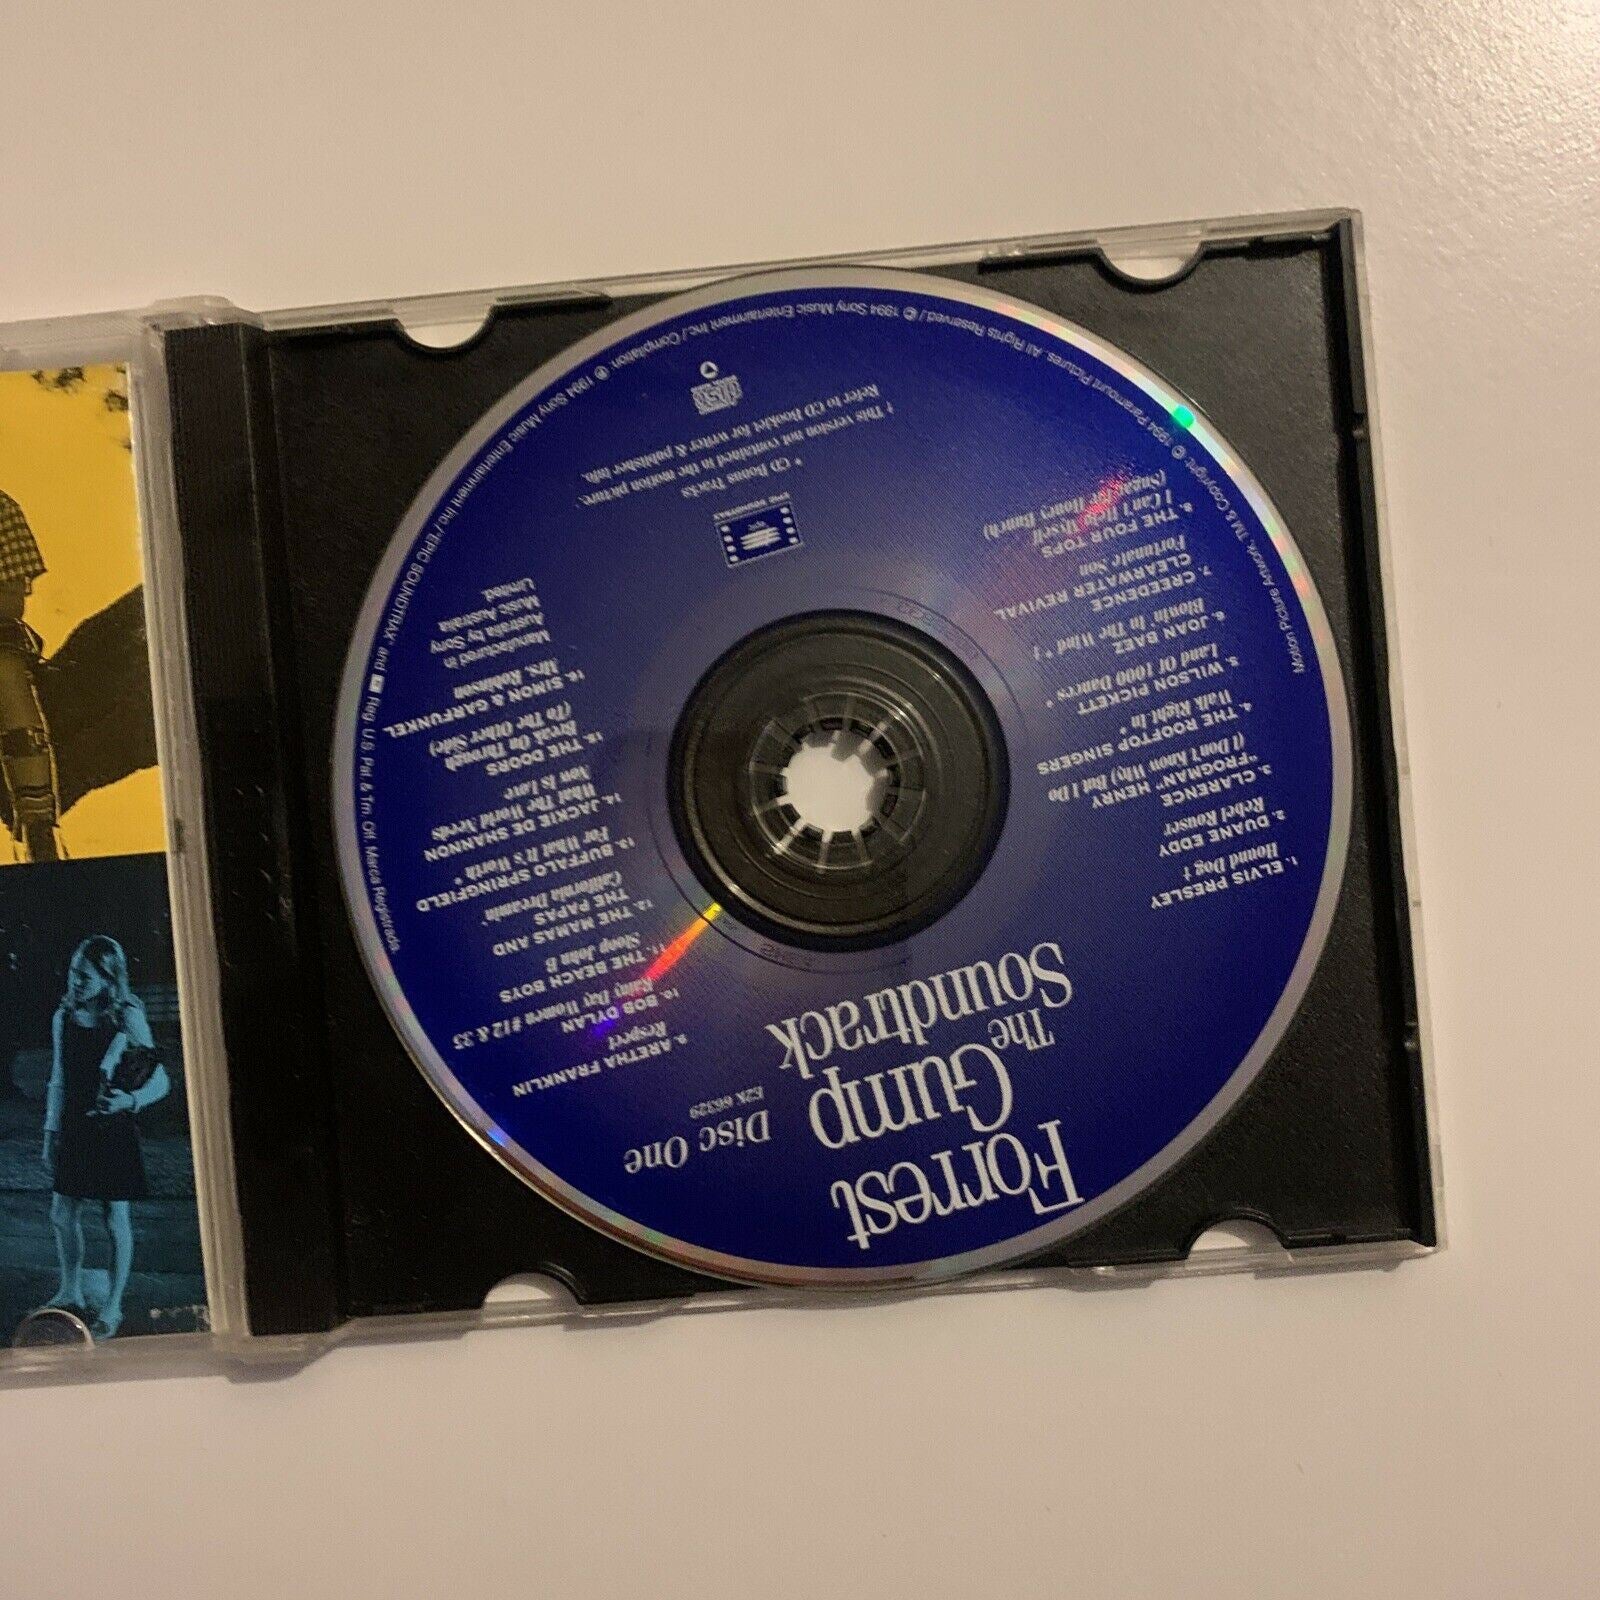 Forrest
Gump
The
Soundtrack
Disc One
E2K 66329
1. ELVIS PRESLEY
Hound Dog †
2. DUANE EDDY
Rebel Rouser
3. CLARENCE
"FROGMAN" HENRY
(I Don't Know Why) But I Do
4. THE ROOFTOP SINGERS
Walk Right In *
5. WILSON PICKETT
Land Of 1000 Dances *
6. JOAN BAEZ
Blowin' In The Wind * †
7. CREEDENCE
CLEARWATER REVIVAL
Fortunate Son
8. THE FOUR TOPS
I Can't Help Myself
(Sugar Pie Honey Bunch)
9. ARETHA FRANKLIN
Respect
10. BOB DYLAN
Rainy Day Women #12 & 35
11. THE BEACH BOYS
Sloop John B
12. THE MAMAS AND
THE PAPAS
California Dreamin'
13. BUFFALO SPRINGFIELD
For What It's Worth *
14. JACKIE DE SHANNON
What The World Needs
Now Is Love
15. THE DOORS
Break On Through
(To The Other Side)
16. SIMON & GARFUNKEL
Mrs. Robinson
Manufactured in
Australia by Sony
Music Australia
Limited.
epic
EPIC SOUNDTRAX
* CD Bonus Tracks
† This version not contained in the motion picture.
Refer to CD Booklet for writer & publisher info.
Motion Picture Artwork, TM & Copyright © 1994 Paramount Pictures. All Rights Reserved./ © 1994 Sony Music Entertainment Inc./ Compilation ℗ 1994 Sony Music Entertainment Inc./ "EPIC SOUNDTRAX" and Reg. U.S. Pat. & Tm. Off. Marca Registrada.